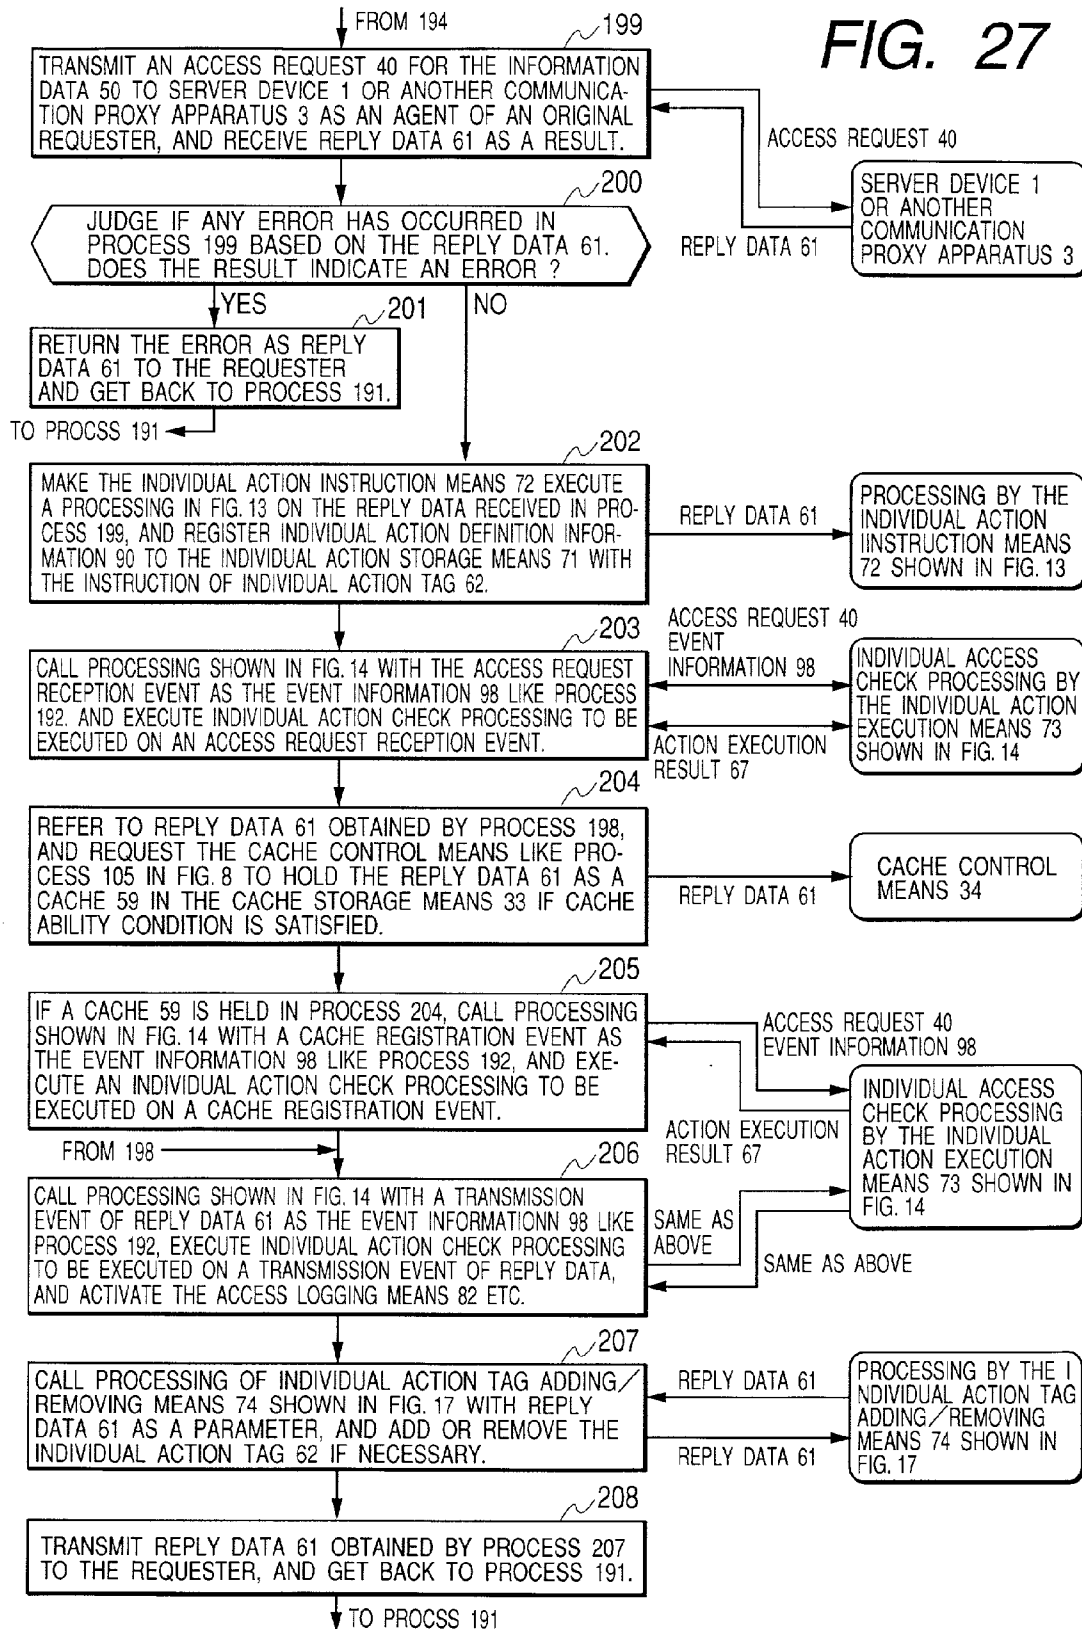 FROM 194
FIG. 27
199
TRANSMIT AN ACCESS REQUEST 40 FOR THE INFORMATION
DATA 50 TO SERVER DEVICE 1 OR ANOTHER COMMUNICA-
TION PROXY APPARATUS 3 AS AN AGENT OF AN ORIGINAL
REQUESTER, AND RECEIVE REPLY DATA 61 AS A RESULT.
ACCESS REQUEST 40
REPLY DATA 61
SERVER DEVICE 1
OR ANOTHER
COMMUNICATION
PROXY APPARATUS 3
200
JUDGE IF ANY ERROR HAS OCCURRED IN
PROCESS 199 BASED ON THE REPLY DATA 61.
DOES THE RESULT INDICATE AN ERROR ?
YES
NO
201
RETURN THE ERROR AS REPLY
DATA 61 TO THE REQUESTER
AND GET BACK TO PROCESS 191.
TO PROCSS 191
202
MAKE THE INDIVIDUAL ACTION INSTRUCTION MEANS 72 EXECUTE
A PROCESSING IN FIG. 13 ON THE REPLY DATA RECEIVED IN PRO-
CESS 199, AND REGISTER INDIVIDUAL ACTION DEFINITION INFOR-
MATION 90 TO THE INDIVIDUAL ACTION STORAGE MEANS 71 WITH
THE INSTRUCTION OF INDIVIDUAL ACTION TAG 62.
REPLY DATA 61
PROCESSING BY THE
INDIVIDUAL ACTION
IINSTRUCTION MEANS
72 SHOWN IN FIG. 13
203
CALL PROCESSING SHOWN IN FIG. 14 WITH THE ACCESS REQUEST
RECEPTION EVENT AS THE EVENT INFORMATION 98 LIKE PROCESS
192. AND EXECUTE INDIVIDUAL ACTION CHECK PROCESSING TO BE
EXECUTED ON AN ACCESS REQUEST RECEPTION EVENT.
ACCESS REQUEST 40
EVENT
INFORMATION 98
ACTION EXECUTION
RESULT 67
INDIVIDUAL ACCESS
CHECK PROCESSING BY
THE INDIVIDUAL ACTION
EXECUTION MEANS 73
SHOWN IN FIG. 14
204
REFER TO REPLY DATA 61 OBTAINED BY PROCESS 198,
AND REQUEST THE CACHE CONTROL MEANS LIKE PRO-
CESS 105 IN FIG. 8 TO HOLD THE REPLY DATA 61 AS A
CACHE 59 IN THE CACHE STORAGE MEANS 33 IF CACHE
ABILITY CONDITION IS SATISFIED.
REPLY DATA 61
CACHE CONTROL
MEANS 34
205
IF A CACHE 59 IS HELD IN PROCESS 204, CALL PROCESSING
SHOWN IN FIG. 14 WITH A CACHE REGISTRATION EVENT AS
THE EVENT INFORMATION 98 LIKE PROCESS 192, AND EXE-
CUTE AN INDIVIDUAL ACTION CHECK PROCESSING TO BE
EXECUTED ON A CACHE REGISTRATION EVENT.
ACCESS REQUEST 40
EVENT INFORMATION 98
ACTION EXECUTION
RESULT 67
INDIVIDUAL ACCESS
CHECK PROCESSING
BY THE INDIVIDUAL
ACTION EXECUTION
MEANS 73 SHOWN IN
FIG. 14
FROM 198
206
CALL PROCESSING SHOWN IN FIG. 14 WITH A TRANSMISSION
EVENT OF REPLY DATA 61 AS THE EVENT INFORMATIONN 98 LIKE
PROCESS 192, EXECUTE INDIVIDUAL ACTION CHECK PROCESSING
TO BE EXECUTED ON A TRANSMISSION EVENT OF REPLY DATA,
AND ACTIVATE THE ACCESS LOGGING MEANS 82 ETC.
SAME AS
ABOVE
SAME AS ABOVE
207
CALL PROCESSING OF INDIVIDUAL ACTION TAG ADDING/
REMOVING MEANS 74 SHOWN IN FIG. 17 WITH REPLY
DATA 61 AS A PARAMETER, AND ADD OR REMOVE THE
INDIVIDUAL ACTION TAG 62 IF NECESSARY.
REPLY DATA 61
REPLY DATA 61
PROCESSING BY THE I
NDIVIDUAL ACTION TAG
ADDING/REMOVING
MEANS 74 SHOWN IN
FIG. 17
208
TRANSMIT REPLY DATA 61 OBTAINED BY PROCESS 207
TO THE REQUESTER, AND GET BACK TO PROCESS 191.
TO PROCSS 191